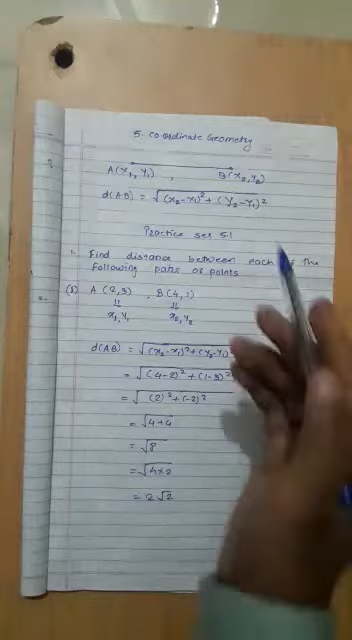 5. Co-ordinate Geometry
A(x₁, y₁) , B(x₂, y₂)
d(AB) = √(x₂-x₁)²+(y₂-y₁)²
Practice set 5.1
1. Find distance between each of the
following pairs of points
(1) A (2,3) , B(4,1)
x₁, y₁ x₂, y₂
d(AB) = √(x₂-x₁)²+(y₂-y₁)
= √(4-2)²+(1-3)²
= √(2)²+(-2)²
= √4+4
= √8
= √4×2
= 2√2